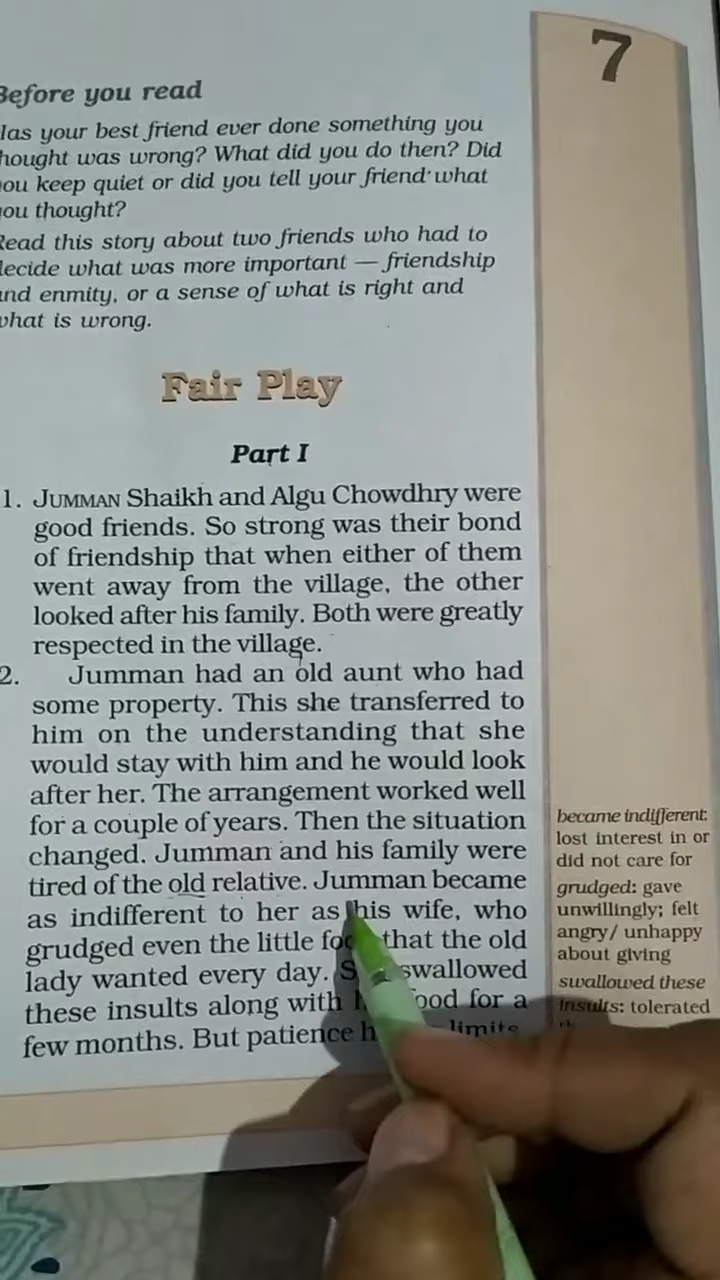 7
Before you read
Has your best friend ever done something you
thought was wrong? What did you do then? Did
you keep quiet or did you tell your friend what
you thought?
Read this story about two friends who had to
decide what was more important — friendship
and enmity, or a sense of what is right and
what is wrong.
Fair Play
Part I
1. JUMMAN Shaikh and Algu Chowdhry were
good friends. So strong was their bond
of friendship that when either of them
went away from the village, the other
looked after his family. Both were greatly
respected in the village.
2. Jumman had an old aunt who had
some property. This she transferred to
him on the understanding that she
would stay with him and he would look
after her. The arrangement worked well
for a couple of years. Then the situation
changed. Jumman and his family were
tired of the old relative. Jumman became
as indifferent to her as his wife, who
grudged even the little food that the old
lady wanted every day. She swallowed
these insults along with her food for a
few months. But patience has its limits.
became indifferent:
lost interest in or
did not care for
grudged: gave
unwillingly; felt
angry/ unhappy
about giving
swallowed these
insults: tolerated